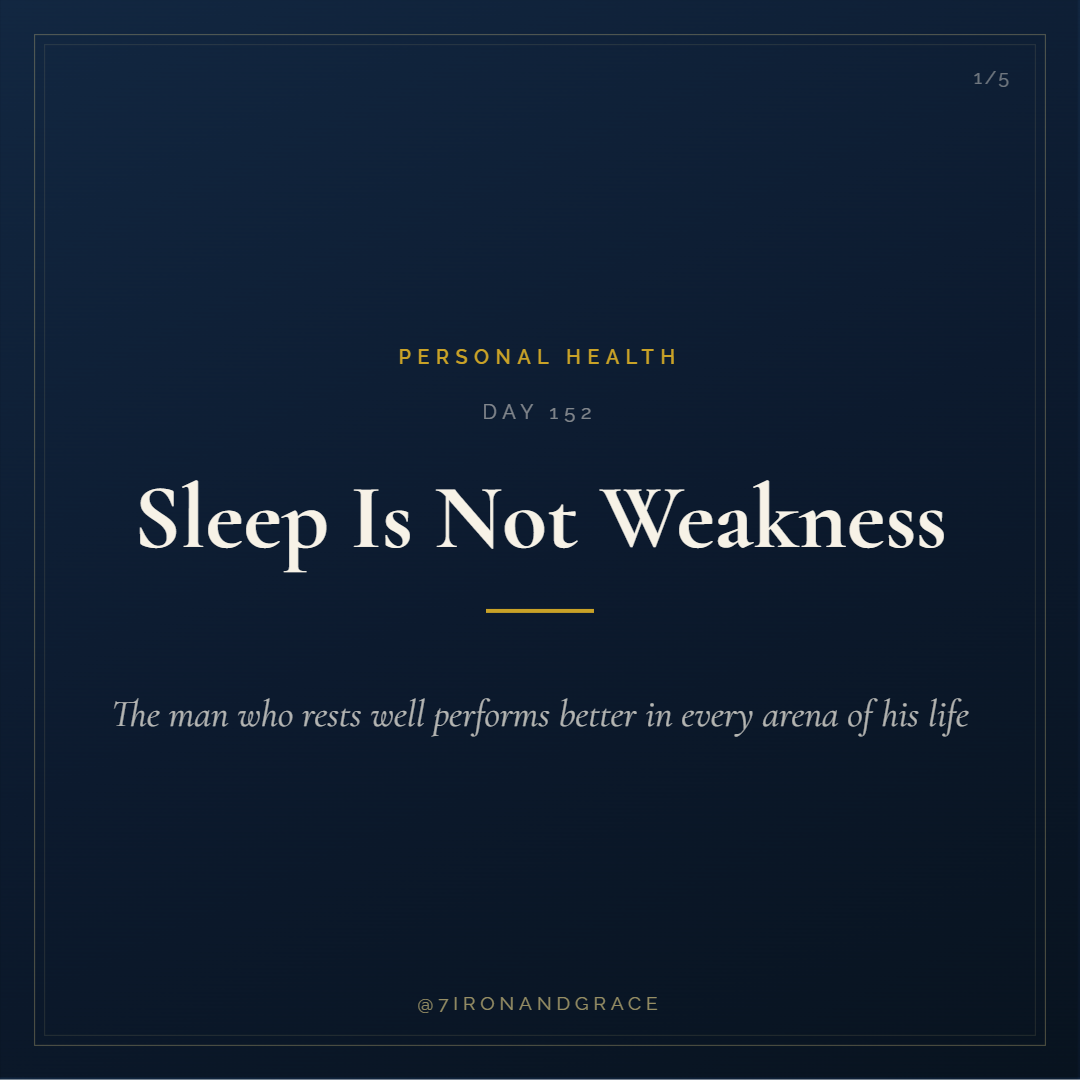 1/5
PERSONAL HEALTH
DAY 152
Sleep Is Not Weakness
The man who rests well performs better in every arena of his life
@7IRONANDGRACE